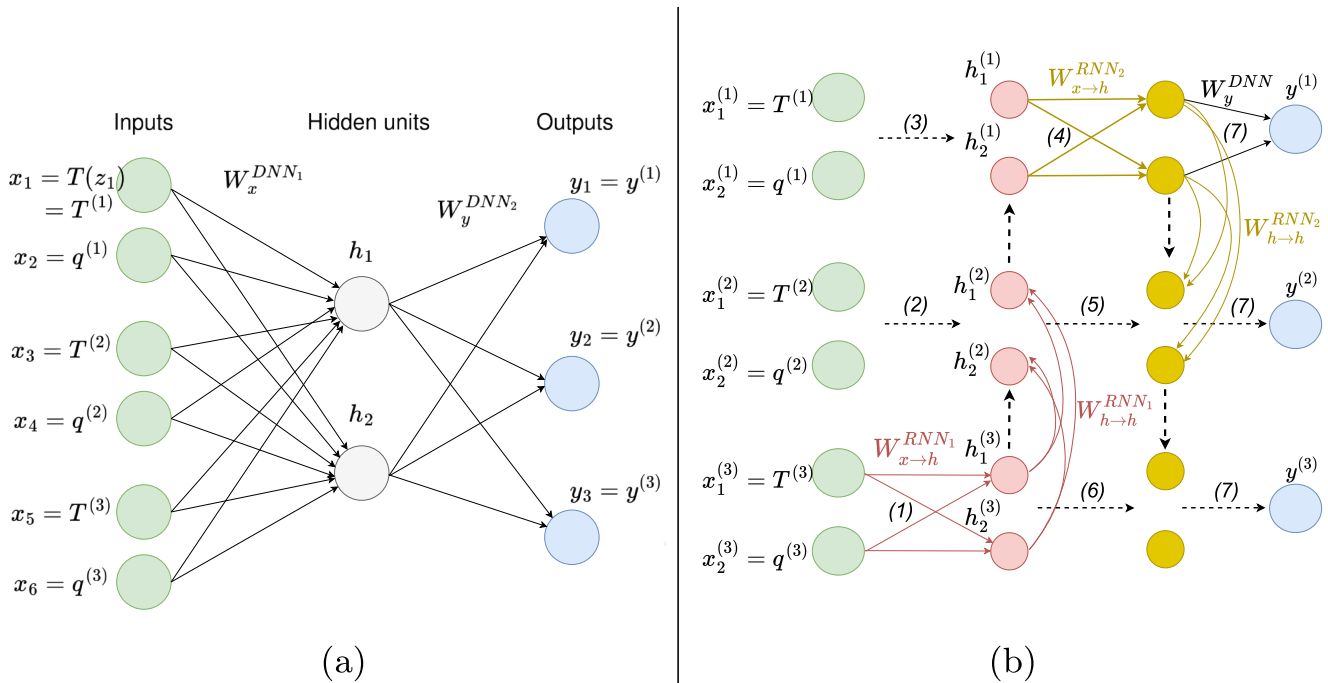 Inputs
Hidden units
Outputs
x_1 = T(z_1)
= T^{(1)}
x_2 = q^{(1)}
x_3 = T^{(2)}
x_4 = q^{(2)}
x_5 = T^{(3)}
x_6 = q^{(3)}
W_x^{DNN_1}
W_y^{DNN_2}
h_1
h_2
y_1 = y^{(1)}
y_2 = y^{(2)}
y_3 = y^{(3)}
(a)
x_1^{(1)} = T^{(1)}
x_2^{(1)} = q^{(1)}
(3)
h_1^{(1)}
h_2^{(1)}
W_{x→h}^{RNN_2}
(4)
W_y^{DNN}
(7)
y^{(1)}
W_{h→h}^{RNN_2}
x_1^{(2)} = T^{(2)}
x_2^{(2)} = q^{(2)}
(2)
h_1^{(2)}
h_2^{(2)}
(5)
(7)
y^{(2)}
W_{h→h}^{RNN_1}
x_1^{(3)} = T^{(3)}
x_2^{(3)} = q^{(3)}
W_{x→h}^{RNN_1}
(1)
h_1^{(3)}
h_2^{(3)}
(6)
(7)
y^{(3)}
(b)